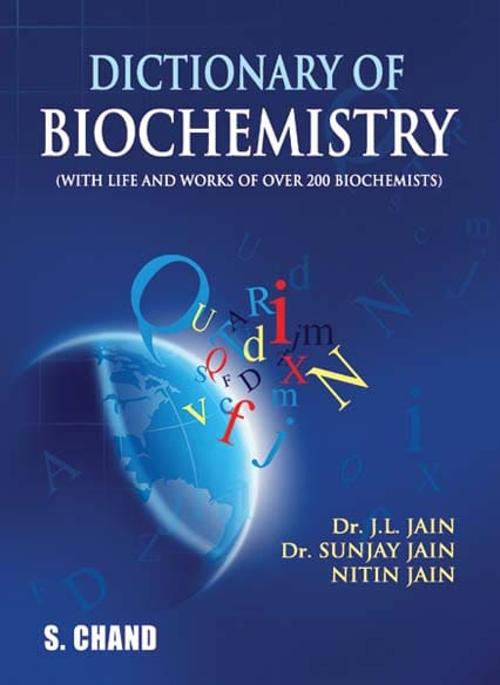 DICTIONARY OF
BIOCHEMISTRY
(WITH LIFE AND WORKS OF OVER 200 BIOCHEMISTS)
Dr. J.L. JAIN
Dr. SUNJAY JAIN
NITIN JAIN
S. CHAND